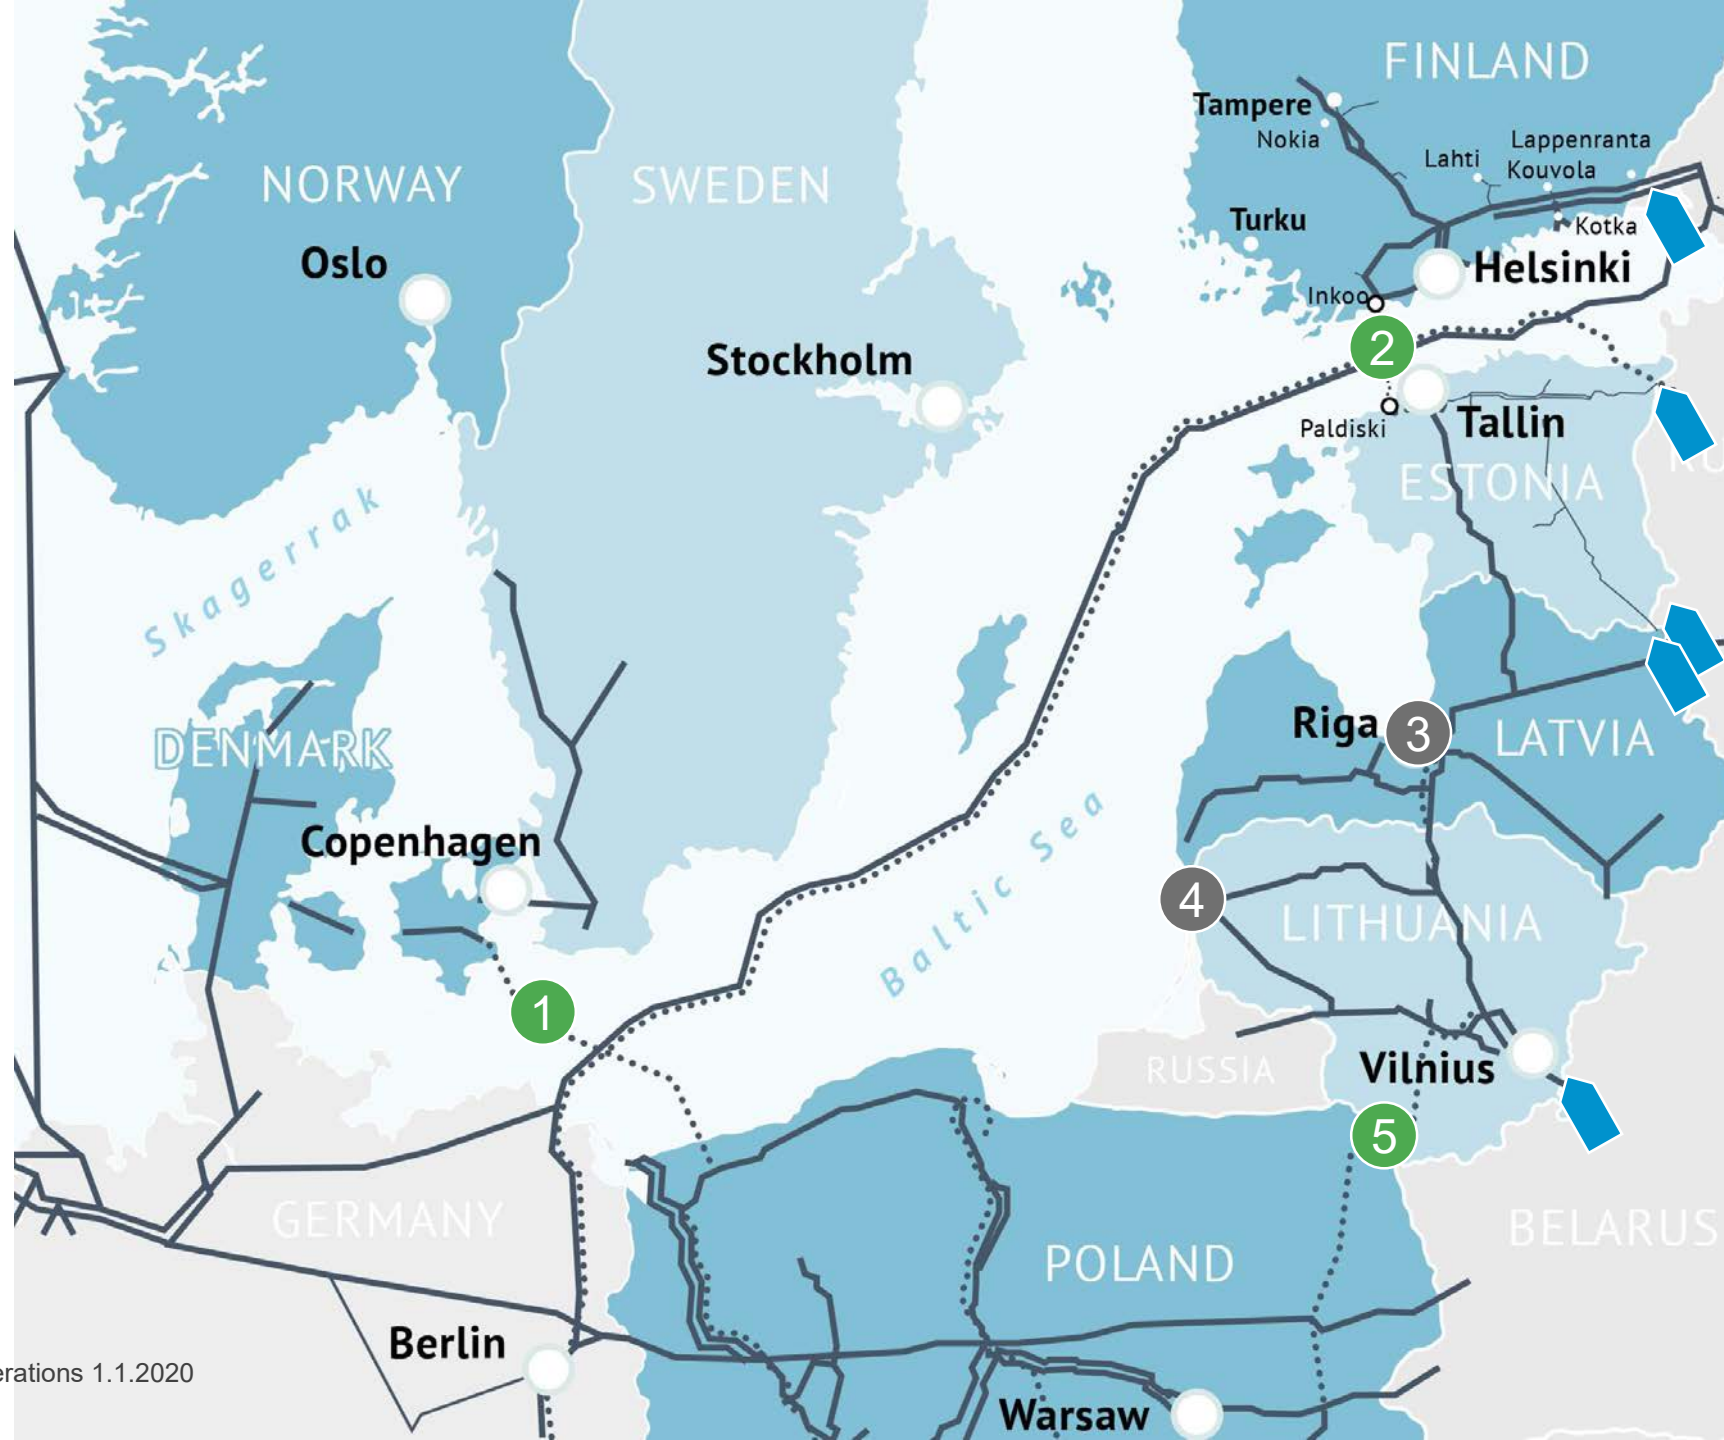 FINLAND
Tampere
Nokia
Lappenranta
Lahti
Kouvola
NORWAY
SWEDEN
Turku
Kotka
Oslo
Helsinki
Inkoo
2
Stockholm
Tallin
Paldiski
ESTONIA
Skagerrak
Riga
3
LATVIA
DENMARK
Copenhagen
Baltic Sea
4
LITHUANIA
1
RUSSIA
Vilnius
5
GERMANY
BELARUS
POLAND
Berlin
erations 1.1.2020
Warsaw